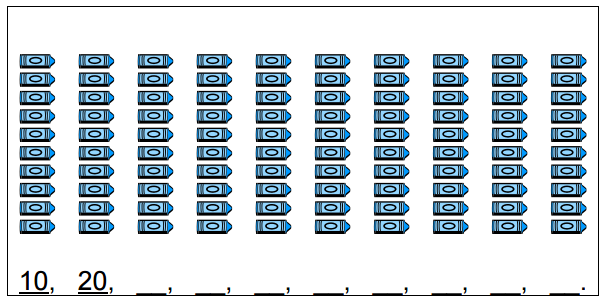 10, 20, __, __, __, __, __, __, __, __.